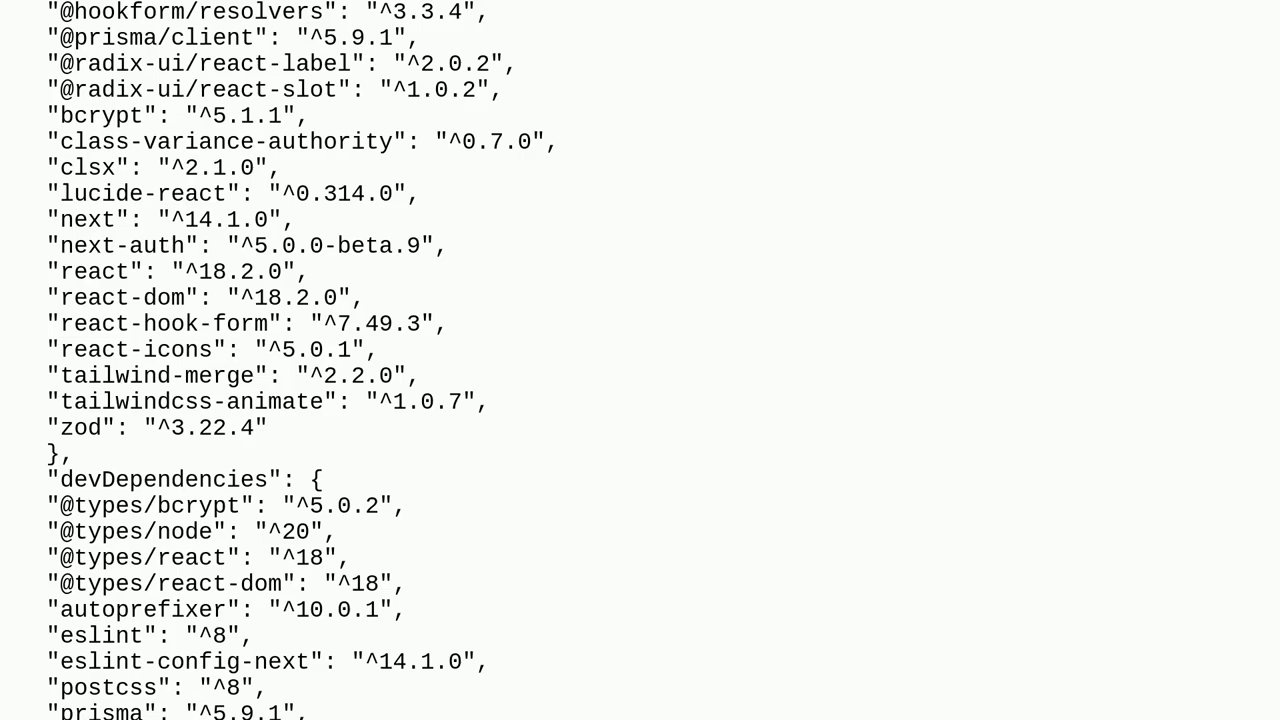 "@hookform/resolvers": "^3.3.4",
"@prisma/client": "^5.9.1",
"@radix-ui/react-label": "^2.0.2",
"@radix-ui/react-slot": "^1.0.2",
"bcrypt": "^5.1.1",
"class-variance-authority": "^0.7.0",
"clsx": "^2.1.0",
"lucide-react": "^0.314.0",
"next": "^14.1.0",
"next-auth": "^5.0.0-beta.9",
"react": "^18.2.0",
"react-dom": "^18.2.0",
"react-hook-form": "^7.49.3",
"react-icons": "^5.0.1",
"tailwind-merge": "^2.2.0",
"tailwindcss-animate": "^1.0.7",
"zod": "^3.22.4"
},
"devDependencies": {
"@types/bcrypt": "^5.0.2",
"@types/node": "^20",
"@types/react": "^18",
"@types/react-dom": "^18",
"autoprefixer": "^10.0.1",
"eslint": "^8",
"eslint-config-next": "^14.1.0",
"postcss": "^8",
"prisma": "^5.9.1",